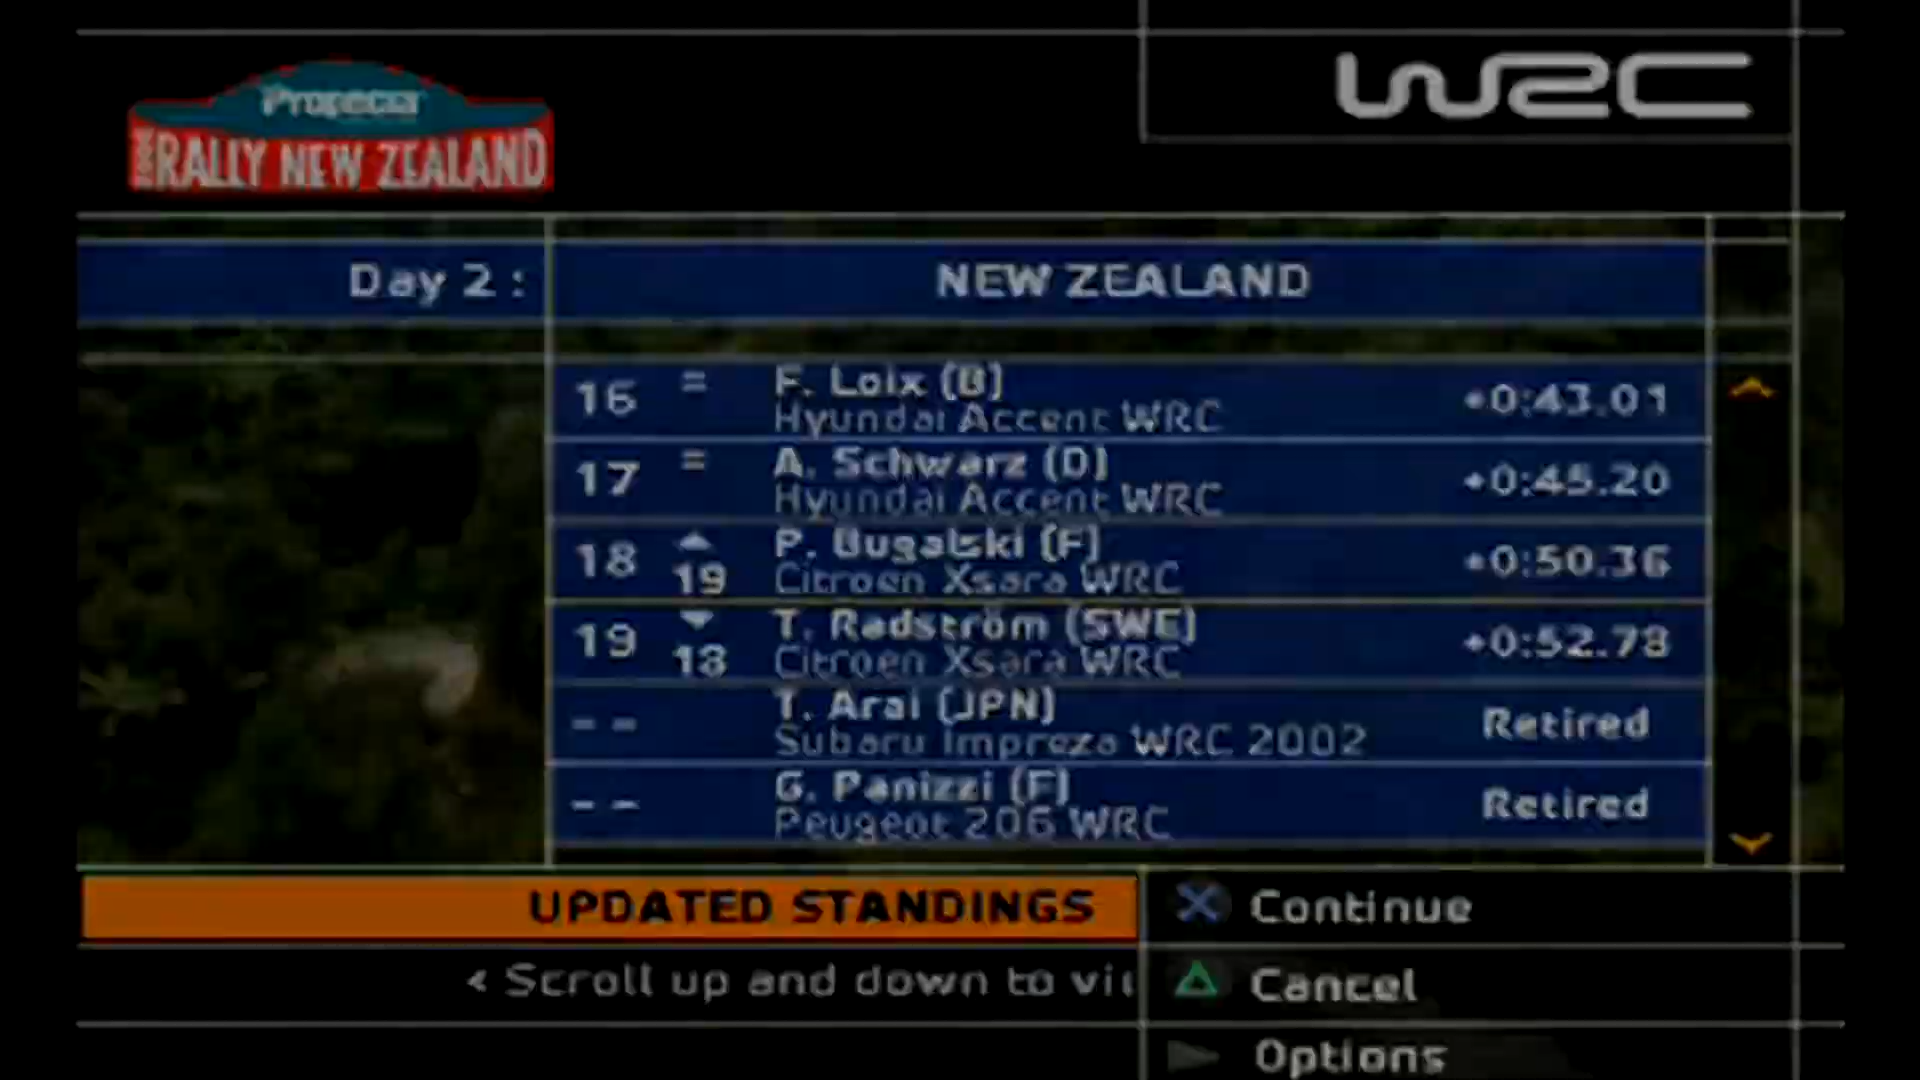 Propecia
RALLY NEW ZEALAND
WRC
Day 2 :
NEW ZEALAND
16 = F. Loix (B) +0:43.01
Hyundai Accent WRC
17 = A. Schwarz (D) +0:45.20
Hyundai Accent WRC
18 19 P. Bugalski (F) +0:50.36
Citroen Xsara WRC
19 18 T. Radström (SWE) +0:52.78
Citroen Xsara WRC
-- T. Arai (JPN) Retired
Subaru Impreza WRC 2002
-- G. Panizzi (F) Retired
Peugeot 206 WRC
UPDATED STANDINGS
Continue
< Scroll up and down to vi
Cancel
Options